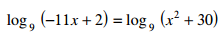 log₉ (−11x + 2) = log₉ (x² + 30)